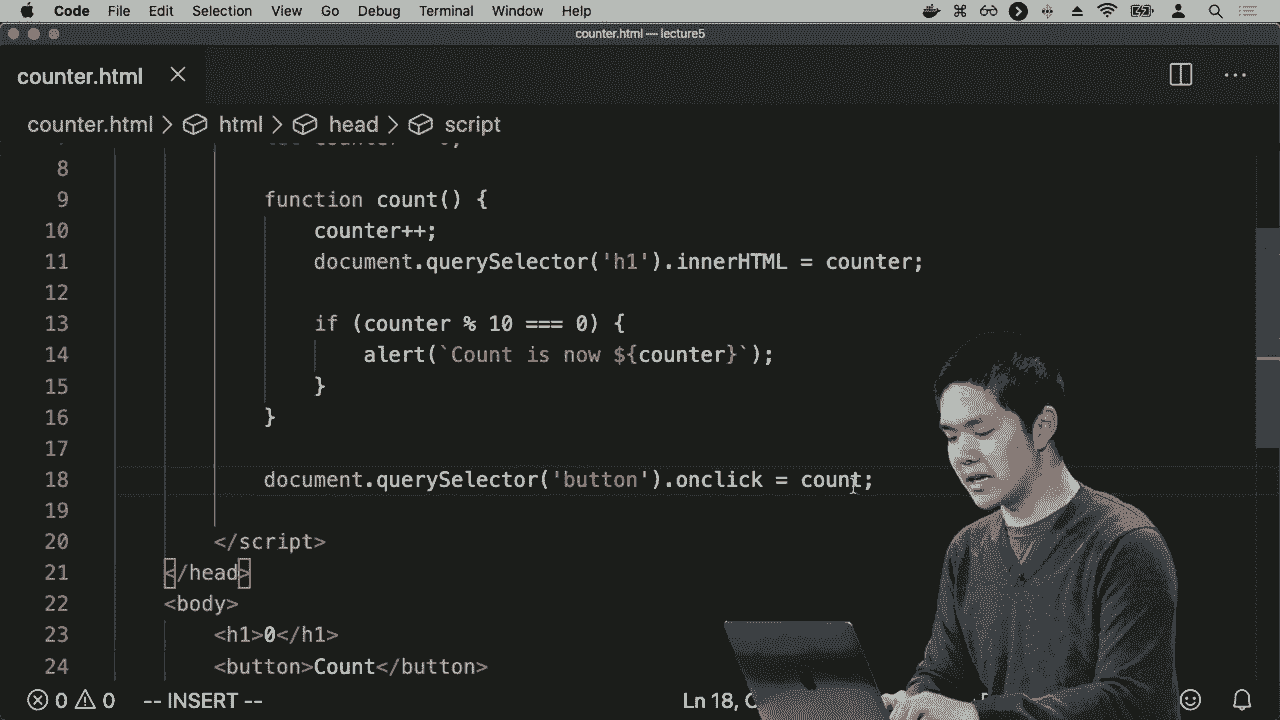 Code File Edit Selection View Go Debug Terminal Window Help
counter.html — lecture5
counter.html
counter.html > html > head > script
8
9 function count() {
10 counter++;
11 document.querySelector('h1').innerHTML = counter;
12
13 if (counter % 10 === 0) {
14 alert(`Count is now ${counter}`);
15 }
16 }
17
18 document.querySelector('button').onclick = count;
19
20 </script>
21 </head>
22 <body>
23 <h1>0</h1>
24 <button>Count</button>
0 0 -- INSERT -- Ln 18,